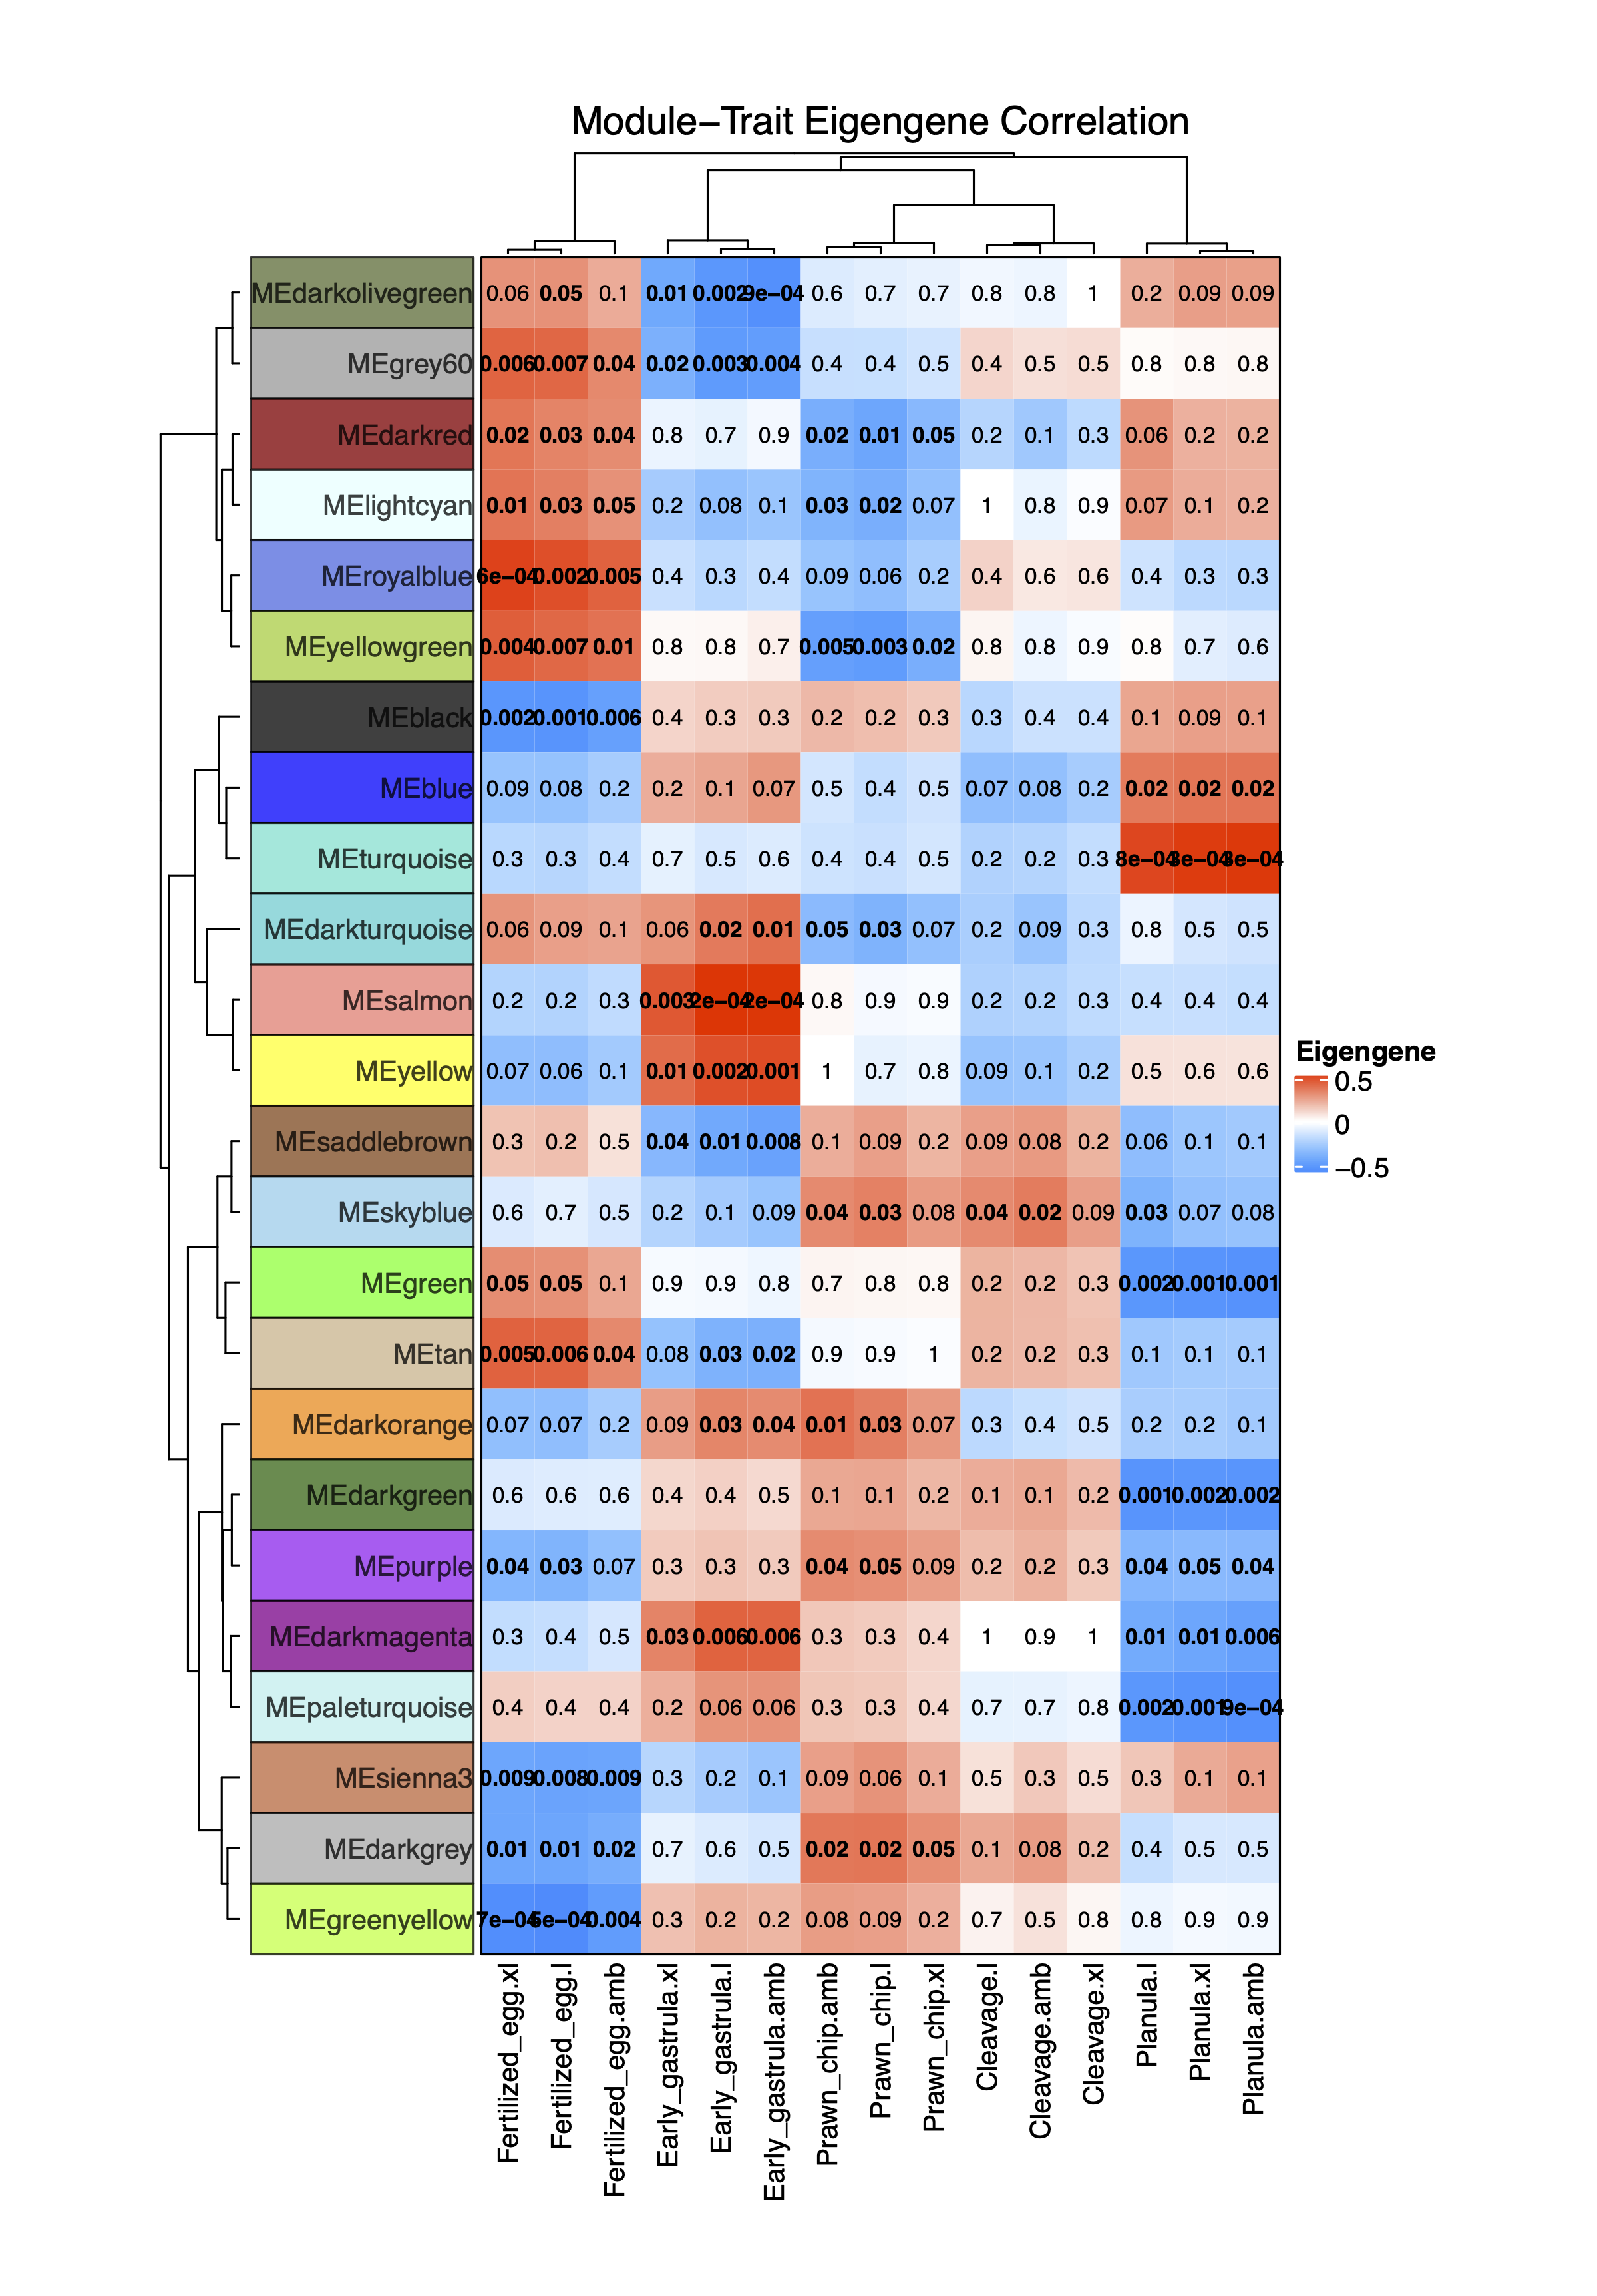 Module−Trait Eigengene Correlation
MEdarkolivegreen 0.06 0.05 0.1 0.01 0.002 9e−04 0.6 0.7 0.7 0.8 0.8 1 0.2 0.09 0.09
MEgrey60 0.006 0.007 0.04 0.02 0.003 0.004 0.4 0.4 0.5 0.4 0.5 0.5 0.8 0.8 0.8
MEdarkred 0.02 0.03 0.04 0.8 0.7 0.9 0.02 0.01 0.05 0.2 0.1 0.3 0.06 0.2 0.2
MElightcyan 0.01 0.03 0.05 0.2 0.08 0.1 0.03 0.02 0.07 1 0.8 0.9 0.07 0.1 0.2
MEroyalblue 6e−04 0.002 0.005 0.4 0.3 0.4 0.09 0.06 0.2 0.4 0.6 0.6 0.4 0.3 0.3
MEyellowgreen 0.004 0.007 0.01 0.8 0.8 0.7 0.005 0.003 0.02 0.8 0.8 0.9 0.8 0.7 0.6
MEblack 0.002 0.001 0.006 0.4 0.3 0.3 0.2 0.2 0.3 0.3 0.4 0.4 0.1 0.09 0.1
MEblue 0.09 0.08 0.2 0.2 0.1 0.07 0.5 0.4 0.5 0.07 0.08 0.2 0.02 0.02 0.02
MEturquoise 0.3 0.3 0.4 0.7 0.5 0.6 0.4 0.4 0.5 0.2 0.2 0.3 8e−04
MEdarkturquoise 0.06 0.09 0.1 0.06 0.02 0.01 0.05 0.03 0.07 0.2 0.09 0.3 0.8 0.5 0.5
MEsalmon 0.2 0.2 0.3 0.003 2e−04 2e−04 0.8 0.9 0.9 0.2 0.2 0.3 0.4 0.4 0.4
MEyellow 0.07 0.06 0.1 0.01 0.002 0.001 1 0.7 0.8 0.09 0.1 0.2 0.5 0.6 0.6
MEsaddlebrown 0.3 0.2 0.5 0.04 0.01 0.008 0.1 0.09 0.2 0.09 0.08 0.2 0.06 0.1 0.1
MEskyblue 0.6 0.7 0.5 0.2 0.1 0.09 0.04 0.03 0.08 0.04 0.02 0.09 0.03 0.07 0.08
MEgreen 0.05 0.05 0.1 0.9 0.9 0.8 0.7 0.8 0.8 0.2 0.2 0.3 0.002 0.001 0.001
MEtan 0.005 0.006 0.04 0.08 0.03 0.02 0.9 0.9 1 0.2 0.2 0.3 0.1 0.1 0.1
MEdarkorange 0.07 0.07 0.2 0.09 0.03 0.04 0.01 0.03 0.07 0.3 0.4 0.5 0.2 0.2 0.1
MEdarkgreen 0.6 0.6 0.6 0.4 0.4 0.5 0.1 0.1 0.2 0.1 0.1 0.2 0.001 0.002 0.002
MEpurple 0.04 0.03 0.07 0.3 0.3 0.3 0.04 0.05 0.09 0.2 0.2 0.3 0.04 0.05 0.04
MEdarkmagenta 0.3 0.4 0.5 0.03 0.006 0.006 0.3 0.3 0.4 1 0.9 1 0.01 0.01 0.006
MEpaleturquoise 0.4 0.4 0.4 0.2 0.06 0.06 0.3 0.3 0.4 0.7 0.7 0.8 0.002 0.001 9e−04
MEsienna3 0.009 0.008 0.009 0.3 0.2 0.1 0.09 0.06 0.1 0.5 0.3 0.5 0.3 0.1 0.1
MEdarkgrey 0.01 0.01 0.02 0.7 0.6 0.5 0.02 0.02 0.05 0.1 0.08 0.2 0.4 0.5 0.5
MEgreenyellow 7e−04 5e−04 0.004 0.3 0.2 0.2 0.08 0.09 0.2 0.7 0.5 0.8 0.8 0.9 0.9
Fertilized_egg.xl
Fertilized_egg.l
Fertilized_egg.amb
Early_gastrula.xl
Early_gastrula.l
Early_gastrula.amb
Prawn_chip.amb
Prawn_chip.l
Prawn_chip.xl
Cleavage.l
Cleavage.amb
Cleavage.xl
Planula.l
Planula.xl
Planula.amb
Eigengene
0.5
0
−0.5